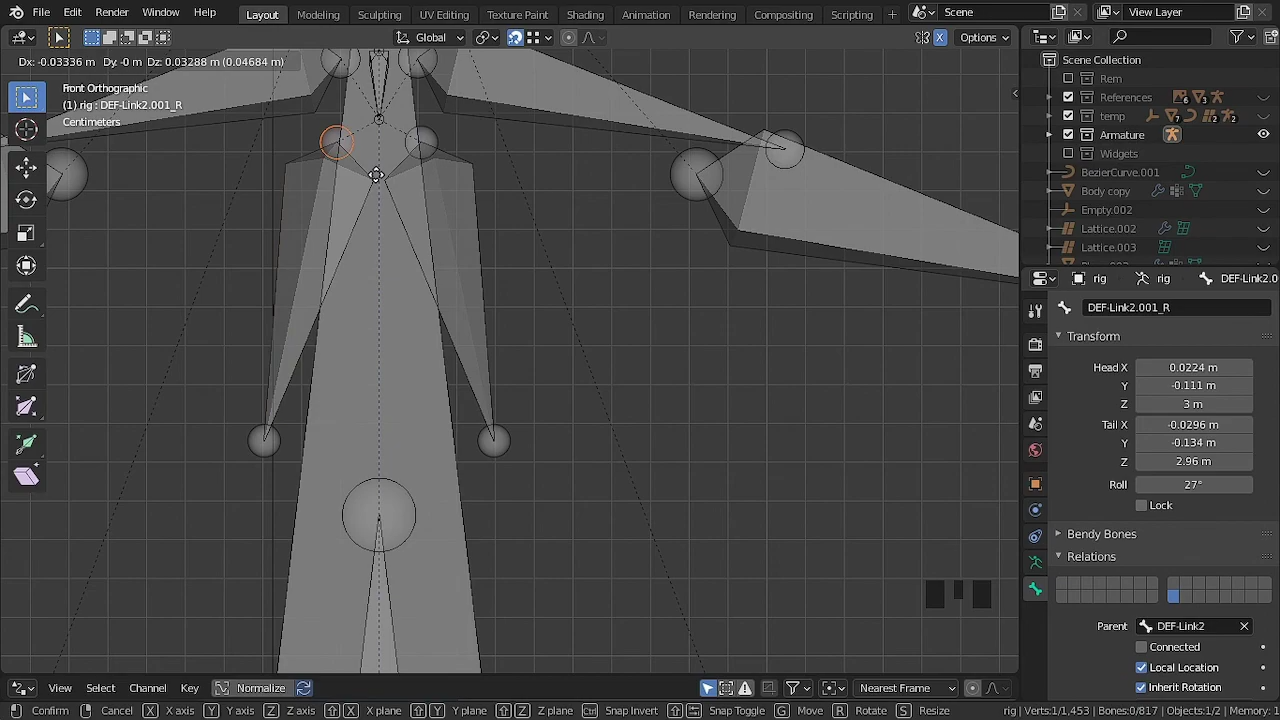 File Edit Render Window Help Layout Modeling Sculpting UV Editing Texture Paint Shading Animation Rendering Compositing Scripting + Scene View Layer
Global Options
Dx: -0.03336 m Dy: -0 m Dz: 0.03288 m (0.04684 m)
Front Orthographic
(1) rig : DEF-Link2.001_R
Centimeters
Scene Collection
Rem
References 6 3
temp 7 2 2
Armature
Widgets
BezierCurve.001
Body copy
Empty.002
Lattice.002
Lattice.003
rig rig DEF-Link2.0
DEF-Link2.001_R
Transform
Head X 0.0224 m
Y -0.111 m
Z 3 m
Tail X -0.0296 m
Y -0.134 m
Z 2.96 m
Roll 27°
Lock
Bendy Bones
Relations
Parent DEF-Link2
Connected
Local Location
Inherit Rotation
View Select Channel Key Normalize Nearest Frame
Confirm Cancel X X axis Y Y axis Z Z axis X X plane Y Y plane Z Z plane Ctrl Snap Invert Snap Toggle G Move R Rotate S Resize rig | Verts:1/1,453 | Bones:0/817 | Objects:1/2 | Memory: 1